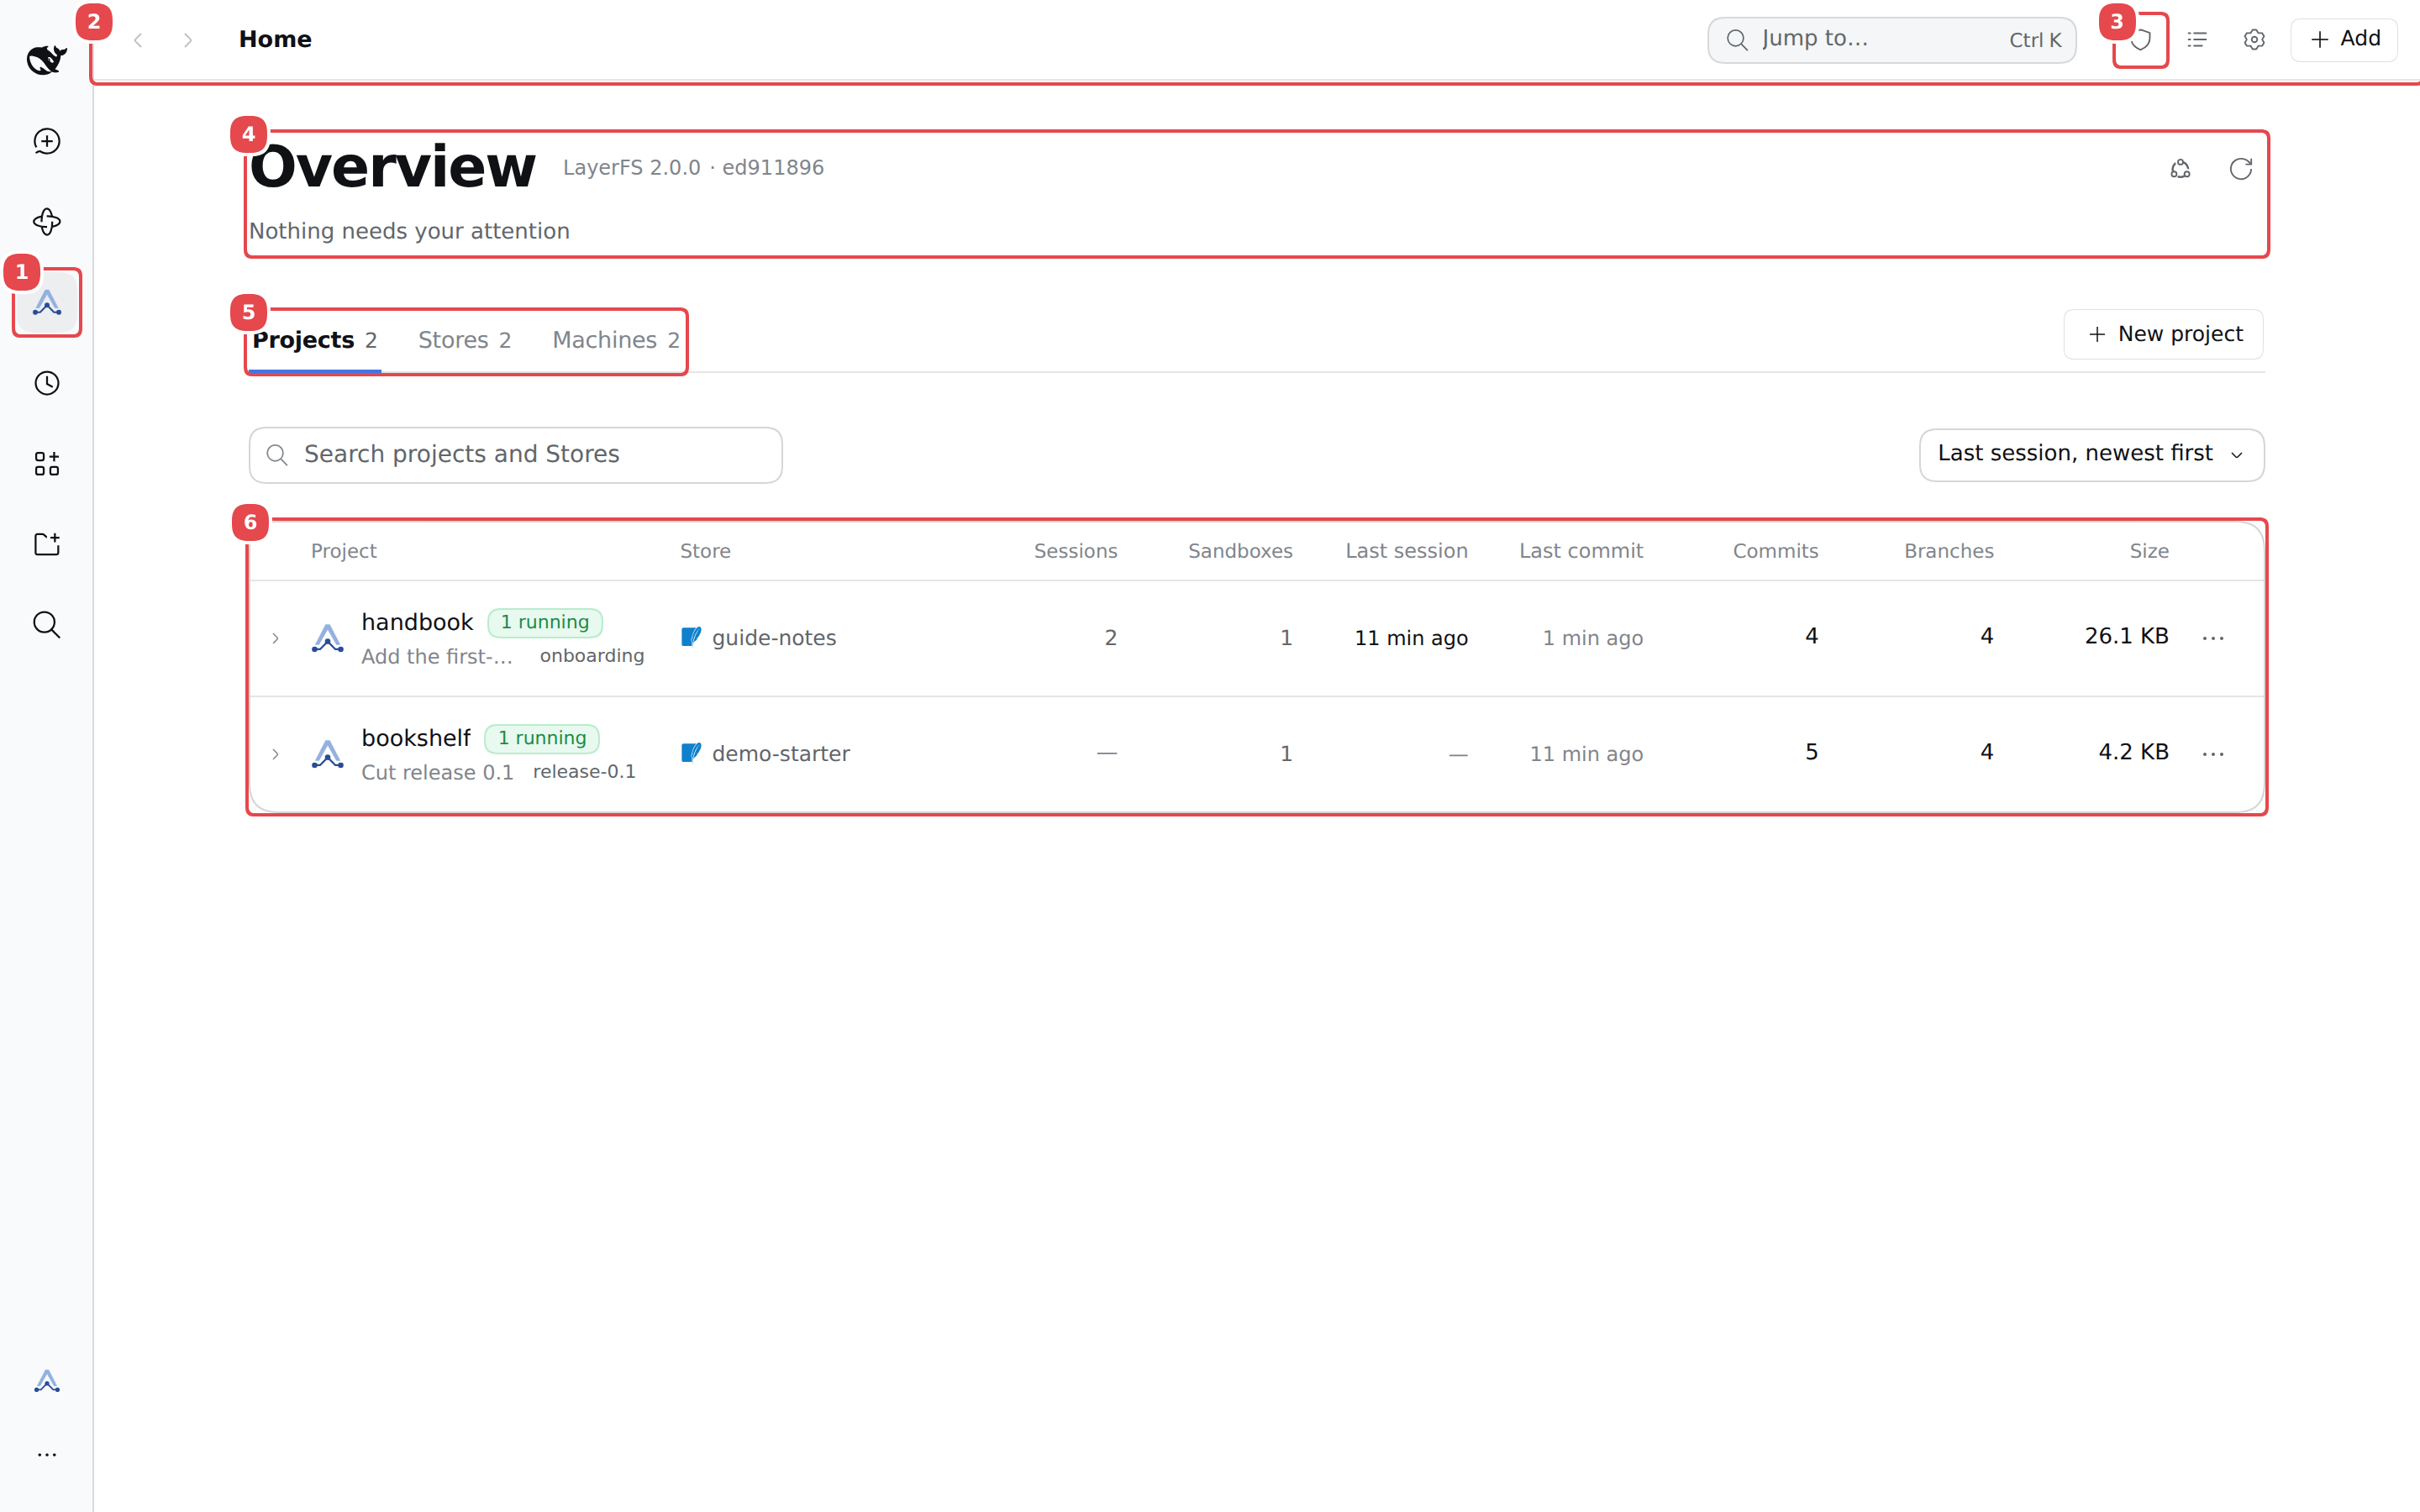 2
Home
Jump to...
Ctrl K
3
Add
4
Overview
LayerFS 2.0.0 · ed911896
Nothing needs your attention
1
5
Projects 2
Stores 2
Machines 2
New project
Search projects and Stores
Last session, newest first
6
Project Store Sessions Sandboxes Last session Last commit Commits Branches Size
handbook 1 running
Add the first-... onboarding
guide-notes 2 1 11 min ago 1 min ago 4 4 26.1 KB
bookshelf 1 running
Cut release 0.1 release-0.1
demo-starter — 1 — 11 min ago 5 4 4.2 KB